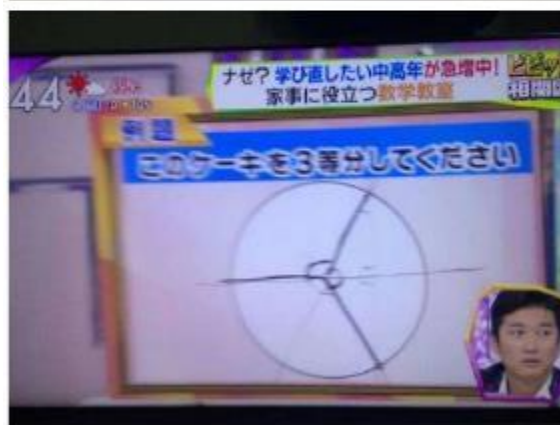 ナゼ?学び直したい中高年が急増中!
家事に役立つ数学教室
44
例題
このケーキを3等分してください